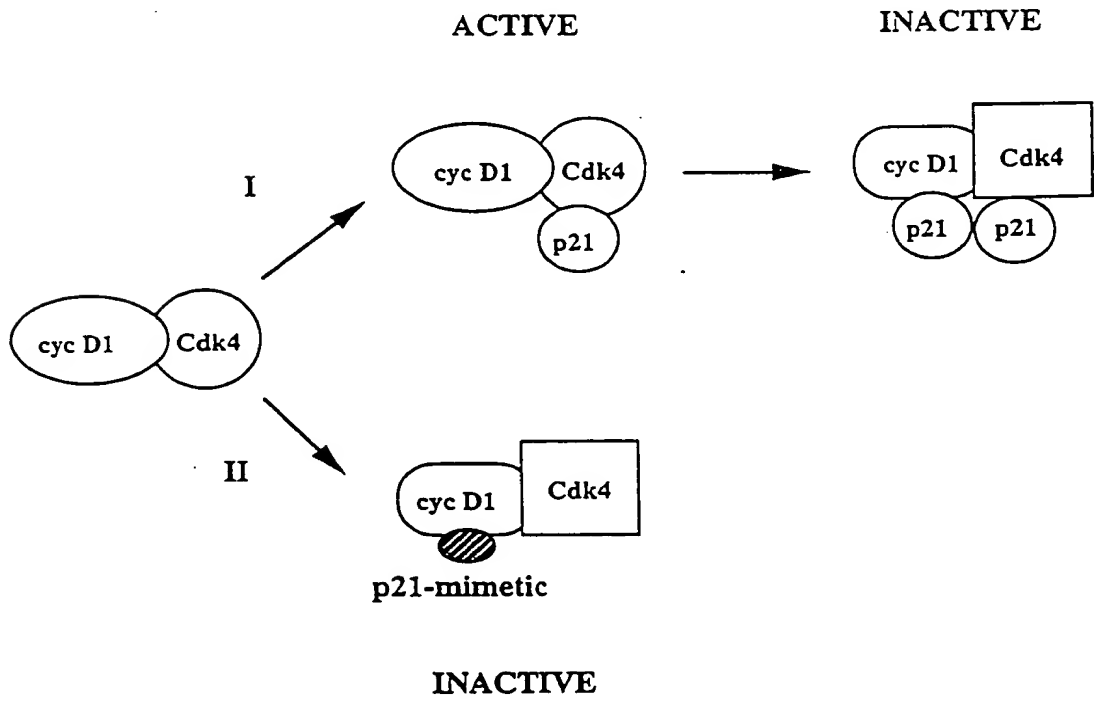 ACTIVE
INACTIVE
I
cyc D1
Cdk4
p21
cyc D1
Cdk4
p21
p21
cyc D1
Cdk4
II
cyc D1
Cdk4
p21-mimetic
INACTIVE